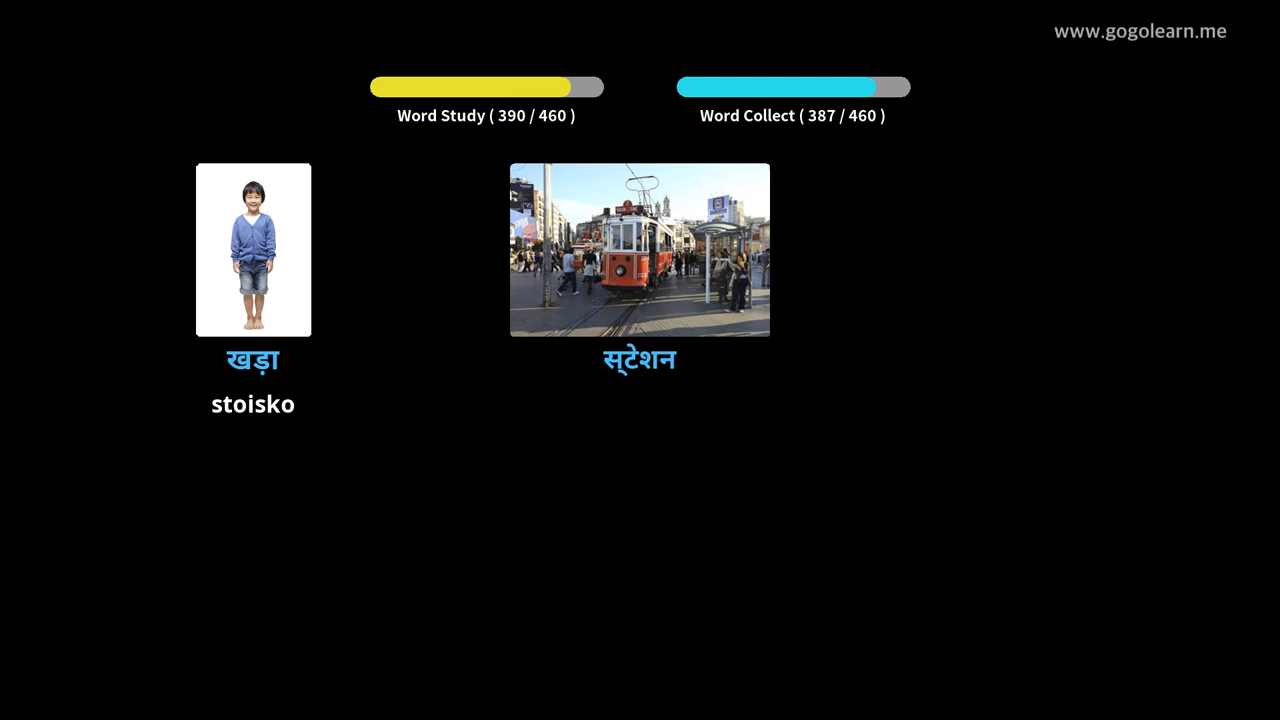 www.gogolearn.me
Word Study ( 390 / 460 )
Word Collect ( 387 / 460 )
खड़ा
स्टेशन
stoisko